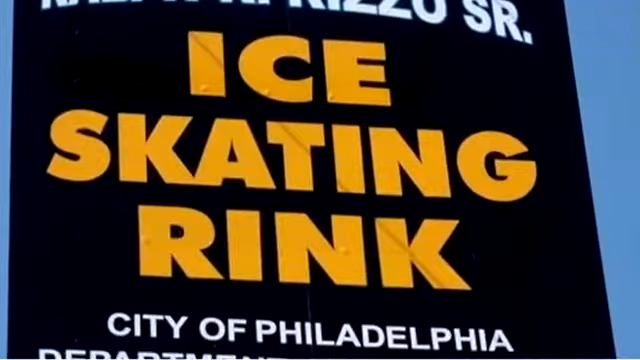 RIZZO SR.
ICE
SKATING
RINK
CITY OF PHILADELPHIA
DEPARTMENT